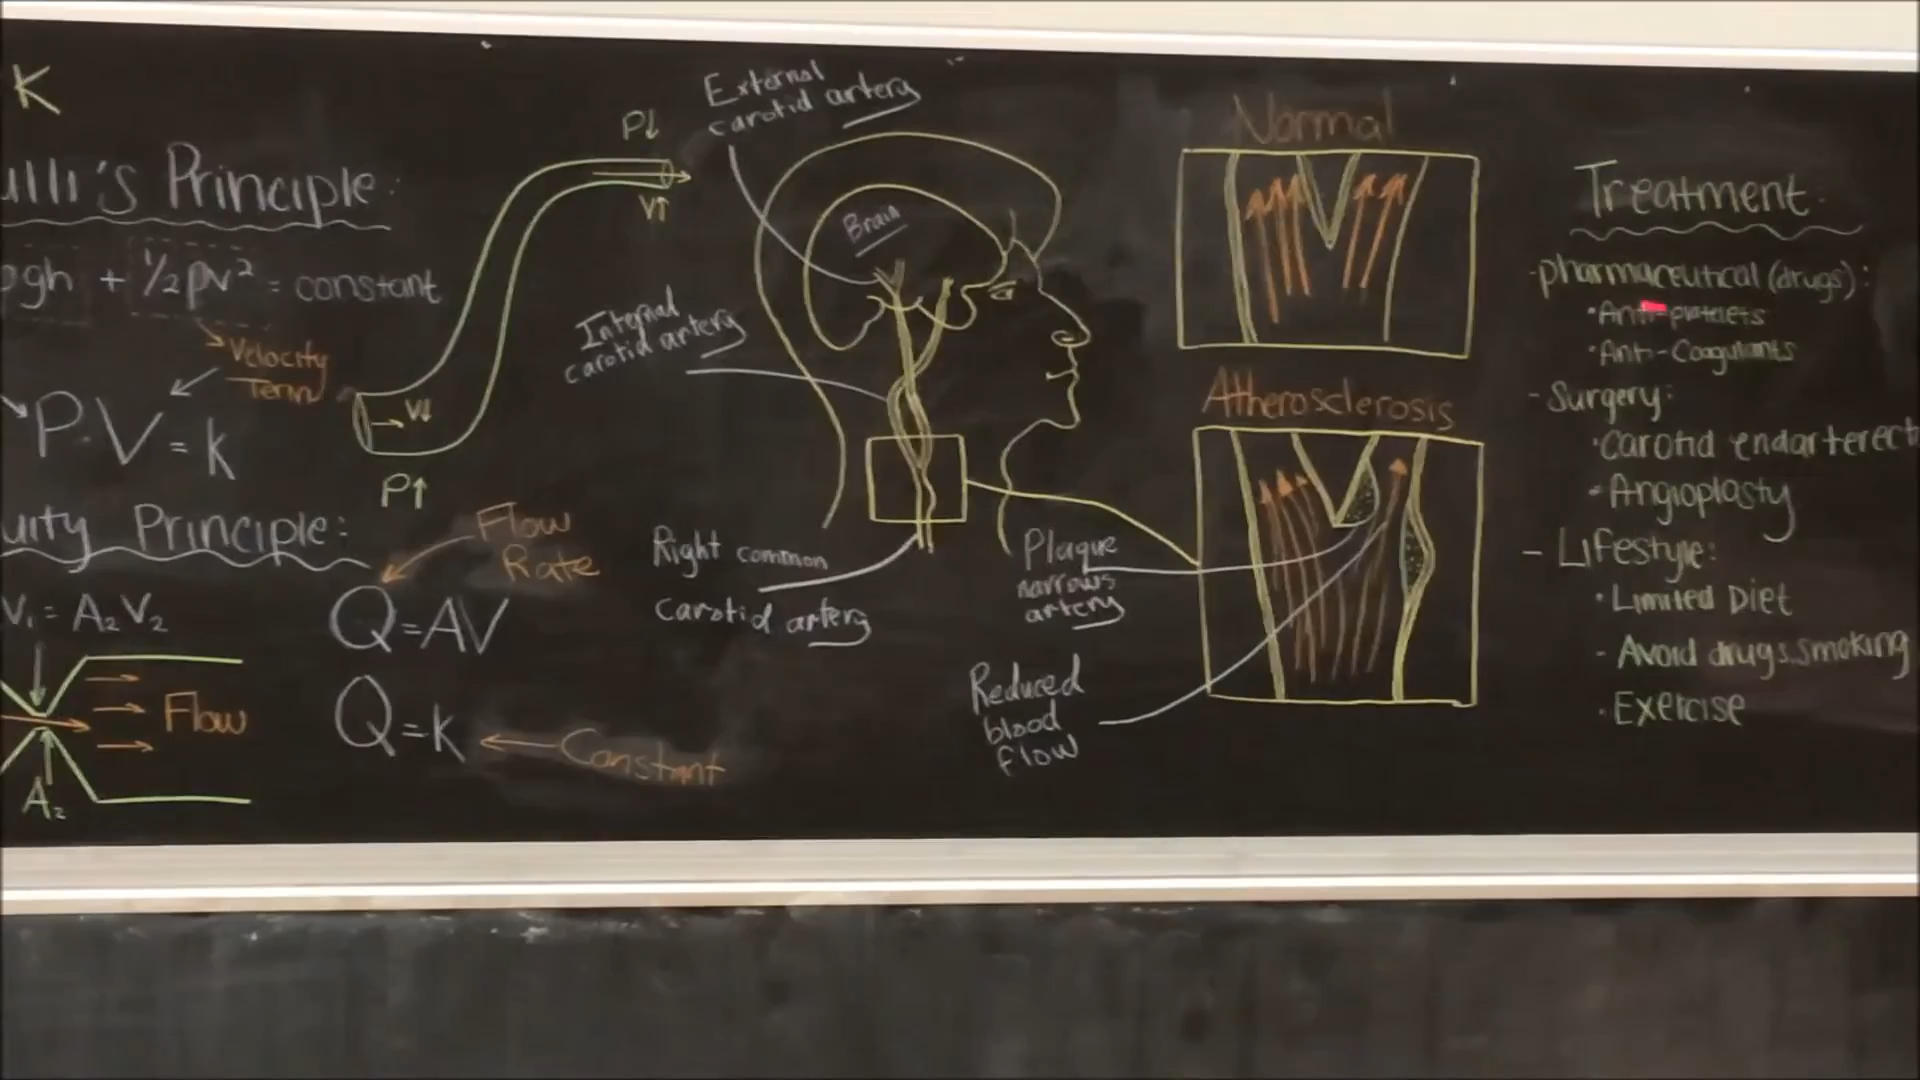 K
ulli's Principle:
ρgh + 1/2ρv² = constant
Velocity
Term
P·V = K
uity Principle:
V₁ = A₂V₂
Flow
A₂
P↓
V↑
V↓
P↑
Flow
Rate
Q=AV
Q=K
Constant
External
carotid artery
Brain
Internal
carotid artery
Right common
carotid artery
Plaque
narrows
artery
Reduced
blood
flow
Normal
Atherosclerosis
Treatment:
-pharmaceutical (drugs):
·Anti-platelets
·Anti-Coagulants
- Surgery:
·Carotid endarterect
·Angioplasty
- Lifestyle:
·Limited Diet
- Avoid drugs, smoking
·Exercise